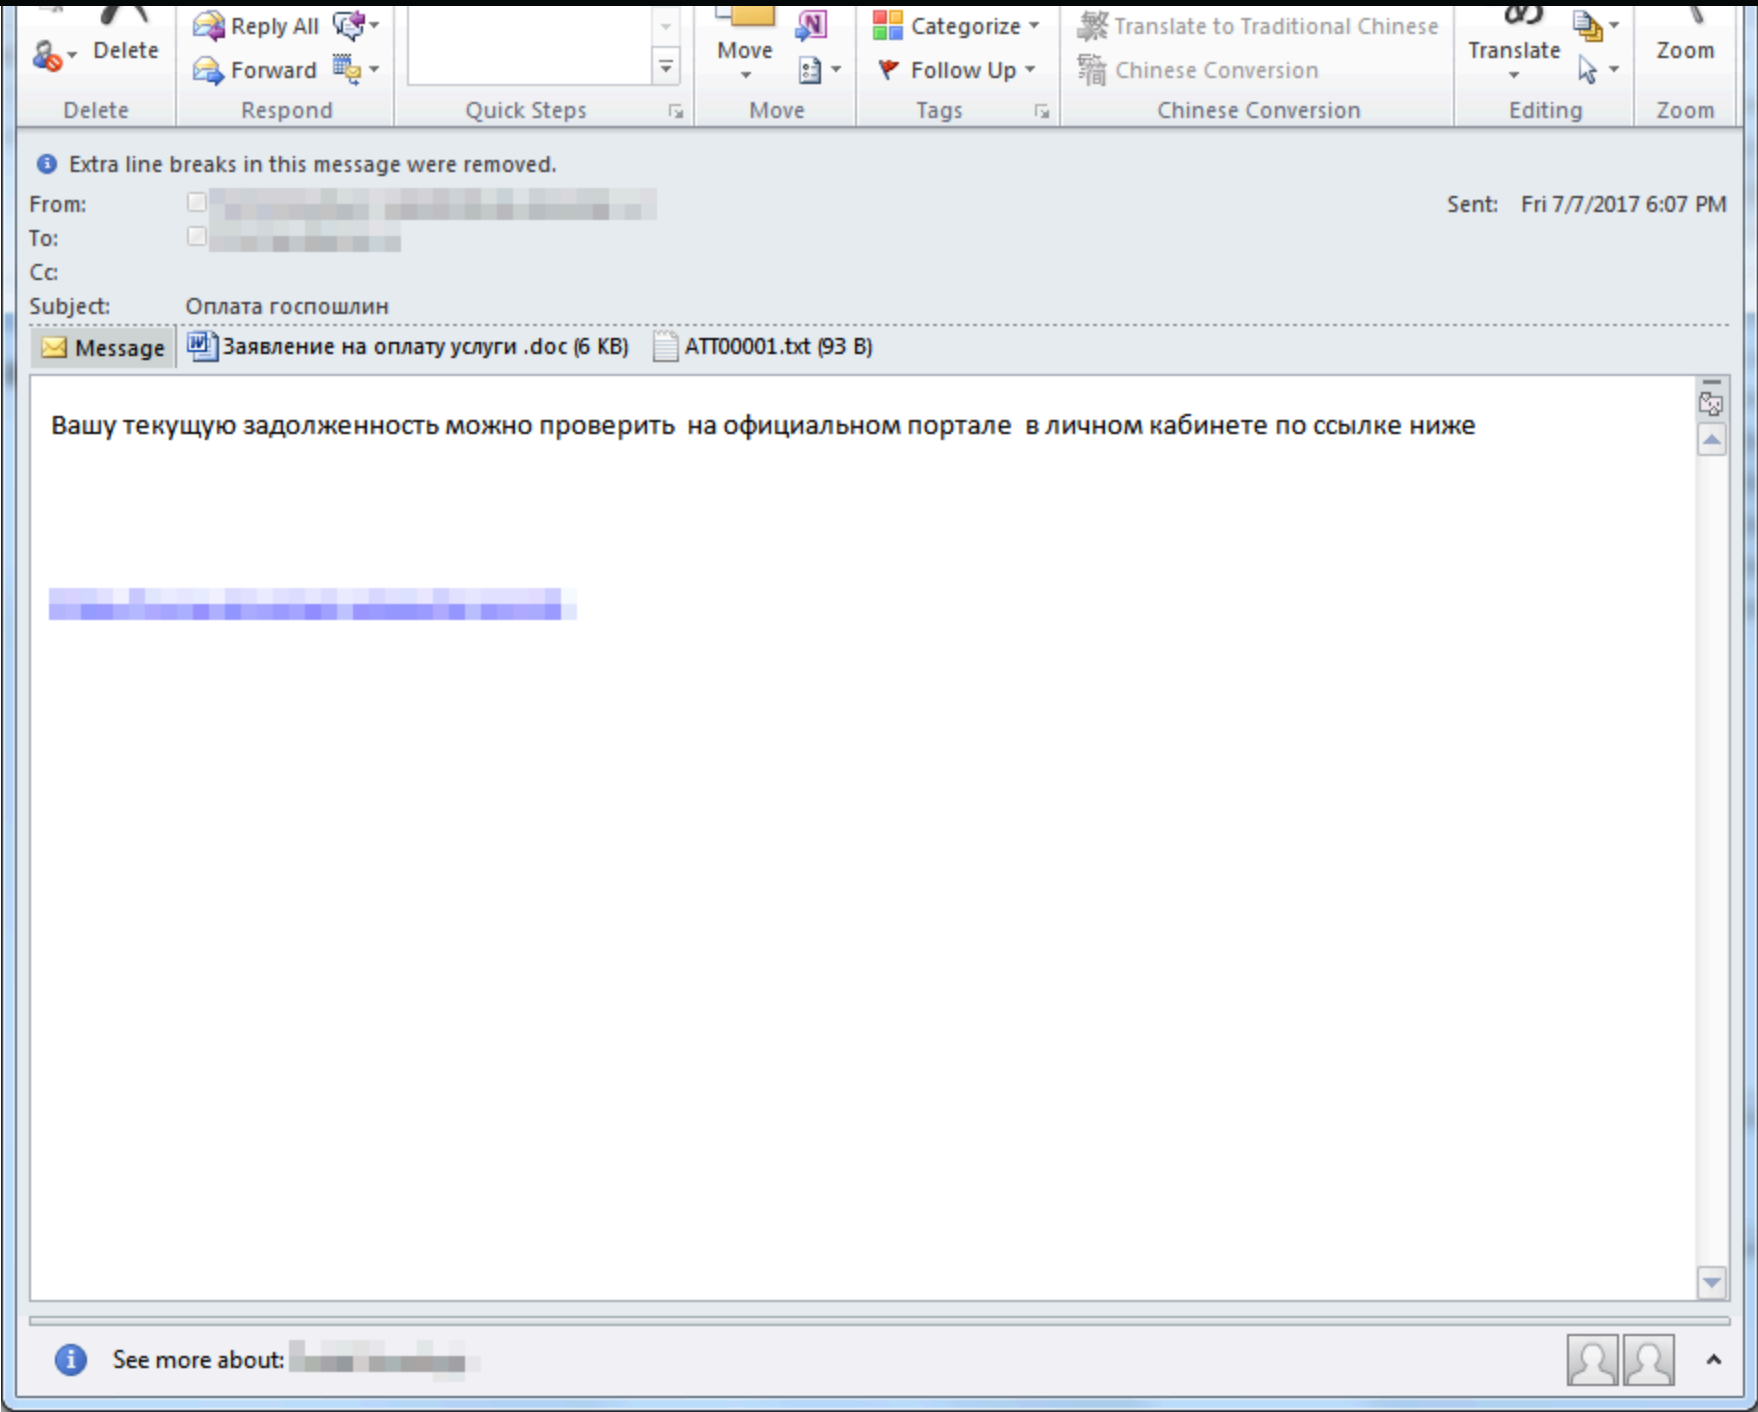 Reply All
Categorize
Translate to Traditional Chinese
Delete
Move
Translate
Zoom
Forward
Follow Up
Chinese Conversion
Delete
Respond
Quick Steps
Move
Tags
Chinese Conversion
Editing
Zoom
Extra line breaks in this message were removed.
From:
Sent: Fri 7/7/2017 6:07 PM
To:
Cc:
Subject: Оплата госпошлин
Message
Заявление на оплату услуги .doc (6 KB)
ATT00001.txt (93 B)
Вашу текущую задолженность можно проверить  на официальном портале  в личном кабинете по ссылке ниже
See more about: